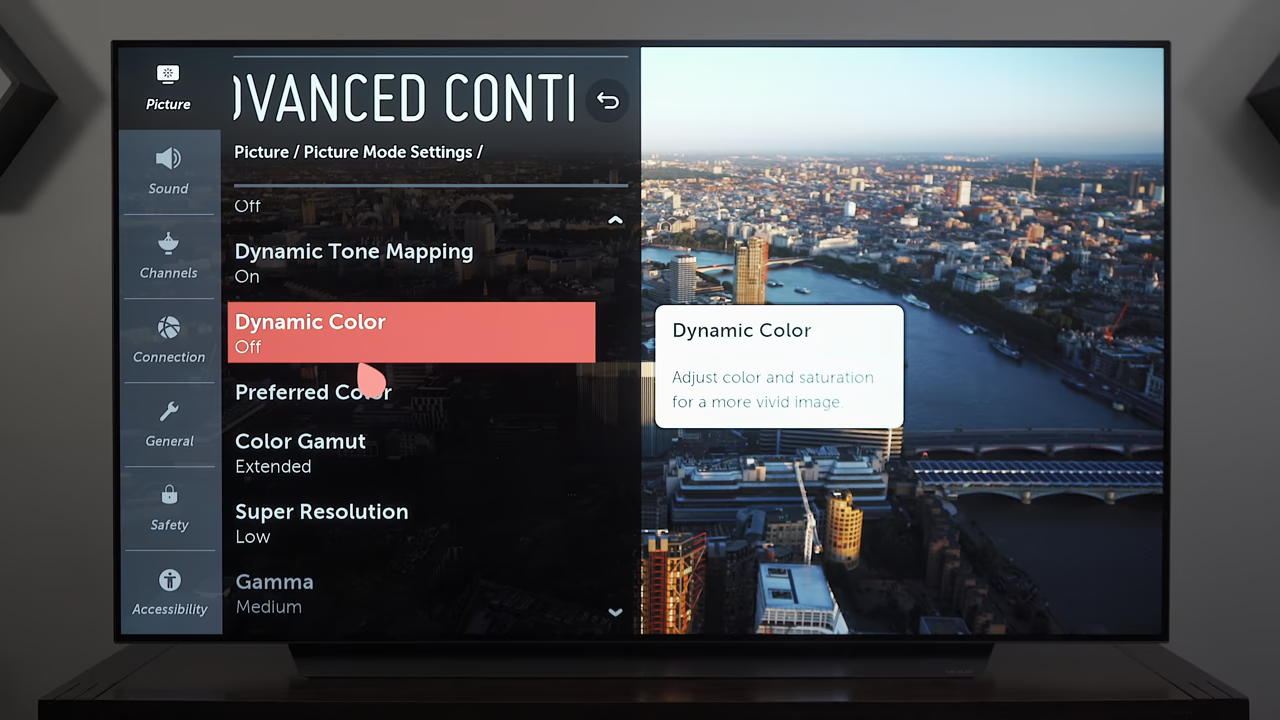 Picture
Sound
Channels
Connection
General
Safety
Accessibility
DVANCED CONTI
Picture / Picture Mode Settings /
Off
Dynamic Tone Mapping
On
Dynamic Color
Off
Preferred Color
Color Gamut
Extended
Super Resolution
Low
Gamma
Medium
Dynamic Color
Adjust color and saturation
for a more vivid image.